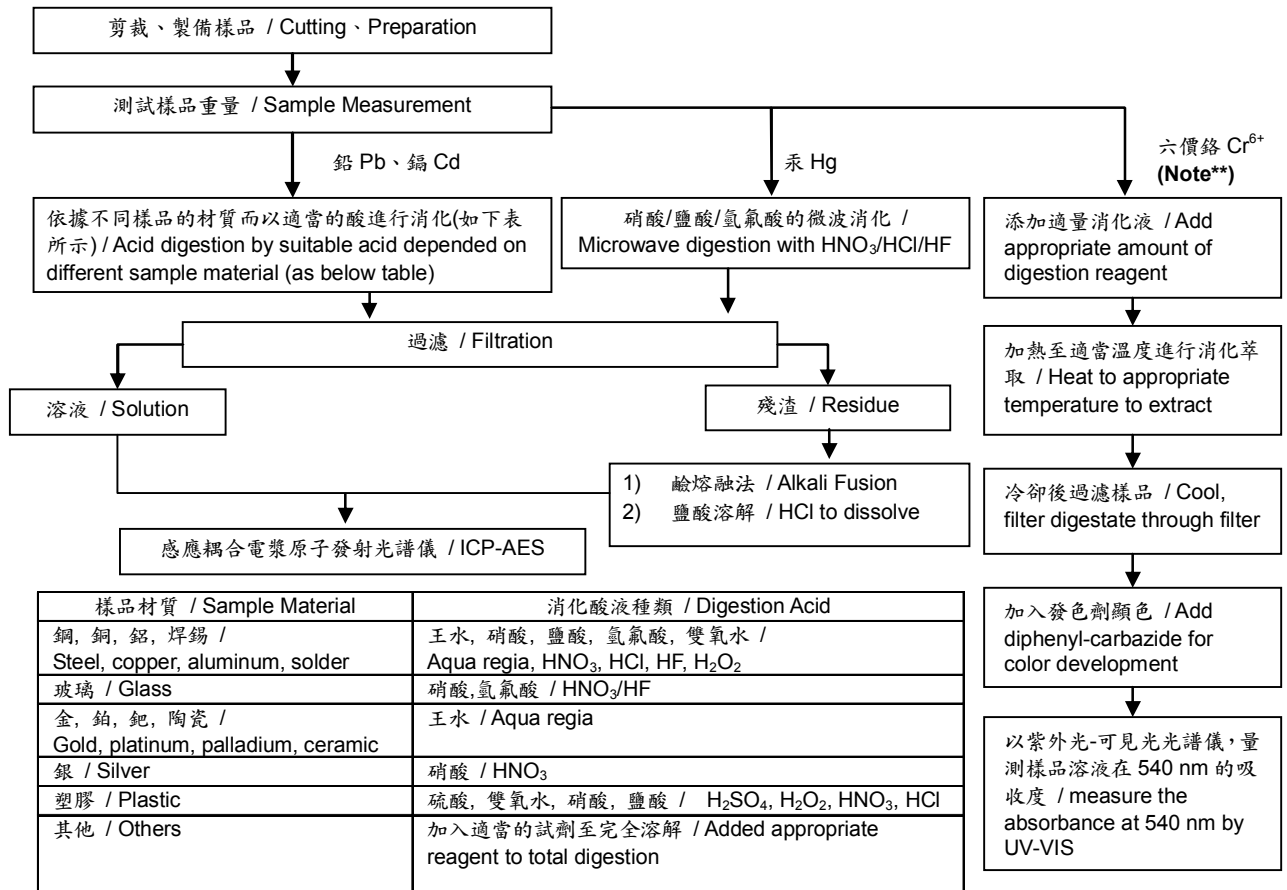 剪裁、製備樣品 / Cutting、Preparation
測試樣品重量 / Sample Measurement
鉛 Pb、鎘 Cd
汞 Hg
六價鉻 Cr⁶⁺
(Note**)
依據不同樣品的材質而以適當的酸進行消化(如下表
所示) / Acid digestion by suitable acid depended on
different sample material (as below table)
硝酸/鹽酸/氫氟酸的微波消化 /
Microwave digestion with HNO₃/HCl/HF
添加適量消化液 / Add
appropriate amount of
digestion reagent
過濾 / Filtration
加熱至適當溫度進行消化萃
取 / Heat to appropriate
temperature to extract
溶液 / Solution
殘渣 / Residue
1) 鹼熔融法 / Alkali Fusion
2) 鹽酸溶解 / HCl to dissolve
冷卻後過濾樣品 / Cool,
filter digestate through filter
感應耦合電漿原子發射光譜儀 / ICP-AES
加入發色劑顯色 / Add
diphenyl-carbazide for
color development
以紫外光-可見光光譜儀，量
測樣品溶液在 540 nm 的吸
收度 / measure the
absorbance at 540 nm by
UV-VIS
樣品材質 / Sample Material
消化酸液種類 / Digestion Acid
鋼, 銅, 鋁, 焊錫 /
Steel, copper, aluminum, solder
王水, 硝酸, 鹽酸, 氫氟酸, 雙氧水 /
Aqua regia, HNO₃, HCl, HF, H₂O₂
玻璃 / Glass
硝酸,氫氟酸 / HNO₃/HF
金, 鉑, 鈀, 陶瓷 /
Gold, platinum, palladium, ceramic
王水 / Aqua regia
銀 / Silver
硝酸 / HNO₃
塑膠 / Plastic
硫酸, 雙氧水, 硝酸, 鹽酸 / H₂SO₄, H₂O₂, HNO₃, HCl
其他 / Others
加入適當的試劑至完全溶解 / Added appropriate
reagent to total digestion